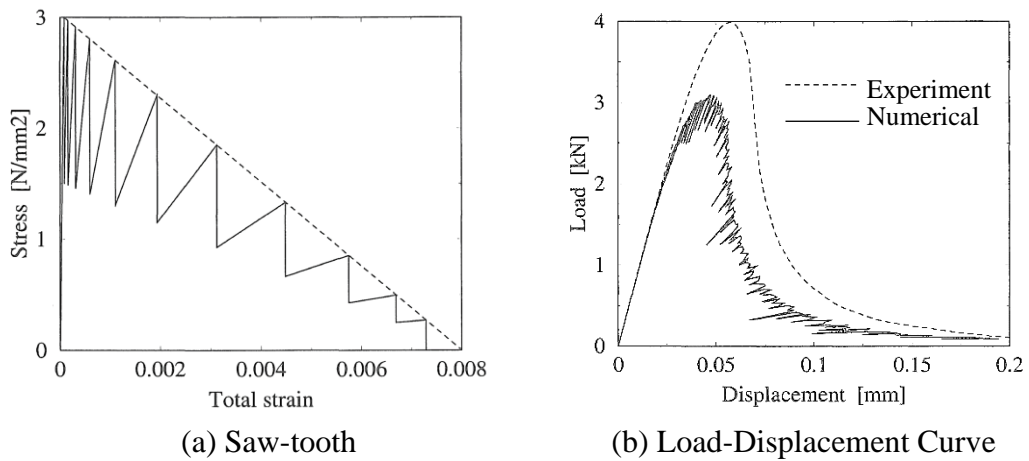 3
2
1
0
Stress [N/mm2]
0
0.002
0.004
0.006
0.008
Total strain
(a) Saw-tooth
4
3
2
1
0
Load [kN]
Experiment
Numerical
0
0.05
0.1
0.15
0.2
Displacement [mm]
(b) Load-Displacement Curve